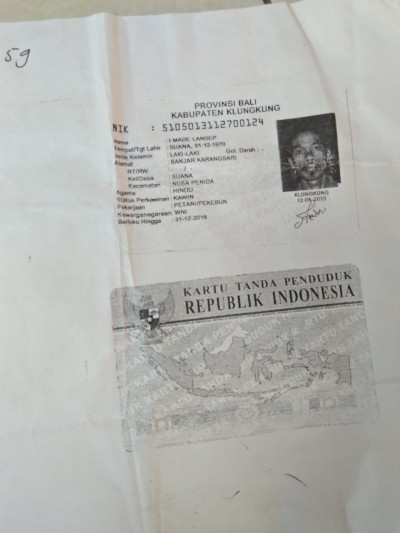 59
PROVINSI BALI
KABUPATEN KLUNGKUNG
NIK : 5105013112700124
Nama : I MADE LANDEP
Tempat/Tgl Lahir : SUANA, 31-12-1970
Jenis Kelamin : LAKI-LAKI Gol. Darah : -
Alamat : BANJAR KARANGSARI
RT/RW : - / -
Kel/Desa : SUANA
Kecamatan : NUSA PENIDA
Agama : HINDU
Status Perkawinan : KAWIN
Pekerjaan : PETANI/PEKEBUN
Kewarganegaraan: WNI
Berlaku Hingga : 31-12-2018
KLUNGKUNG
12-05-2013
KARTU TANDA PENDUDUK
REPUBLIK INDONESIA